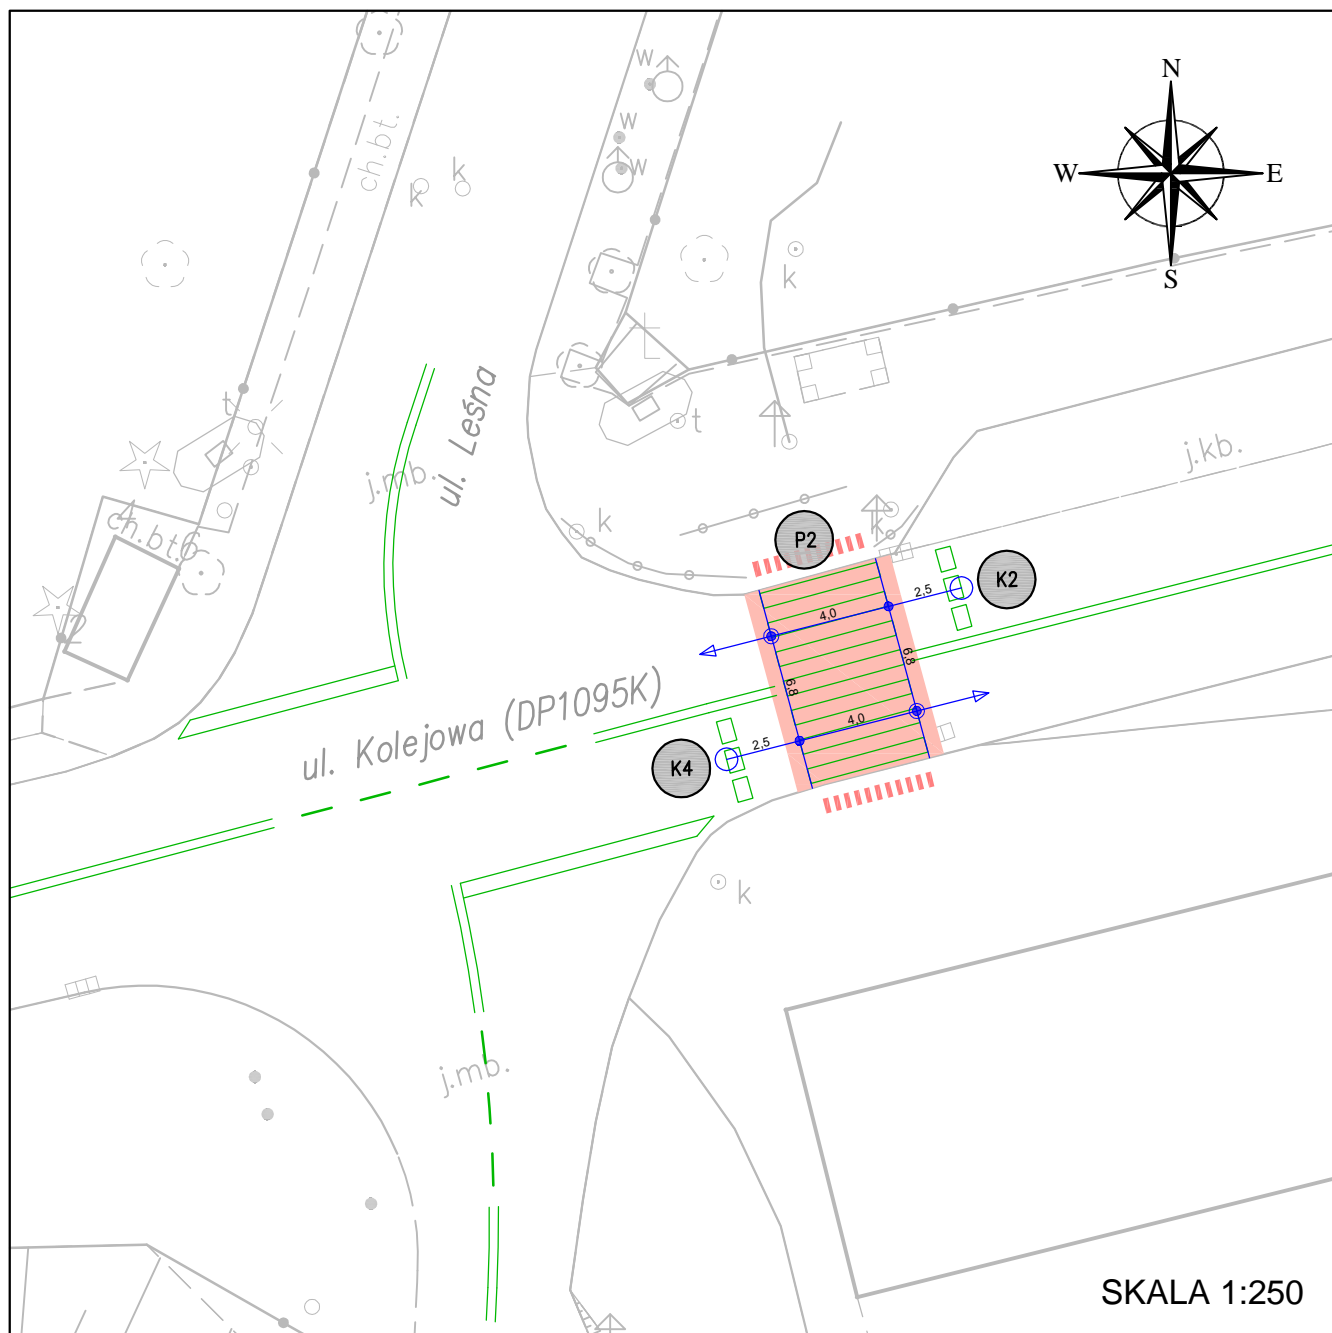 N
W
E
S
w
w
w
ch.bt.
k
k
k
t
t
ul. Leśna
j.mb.
j.kb.
ch.bt.6
k
k
P2
K2
2,5
4,0
6,8
6,8
4,0
2,5
K4
ul. Kolejowa (DP1095K)
k
j.mb.
SKALA 1:250